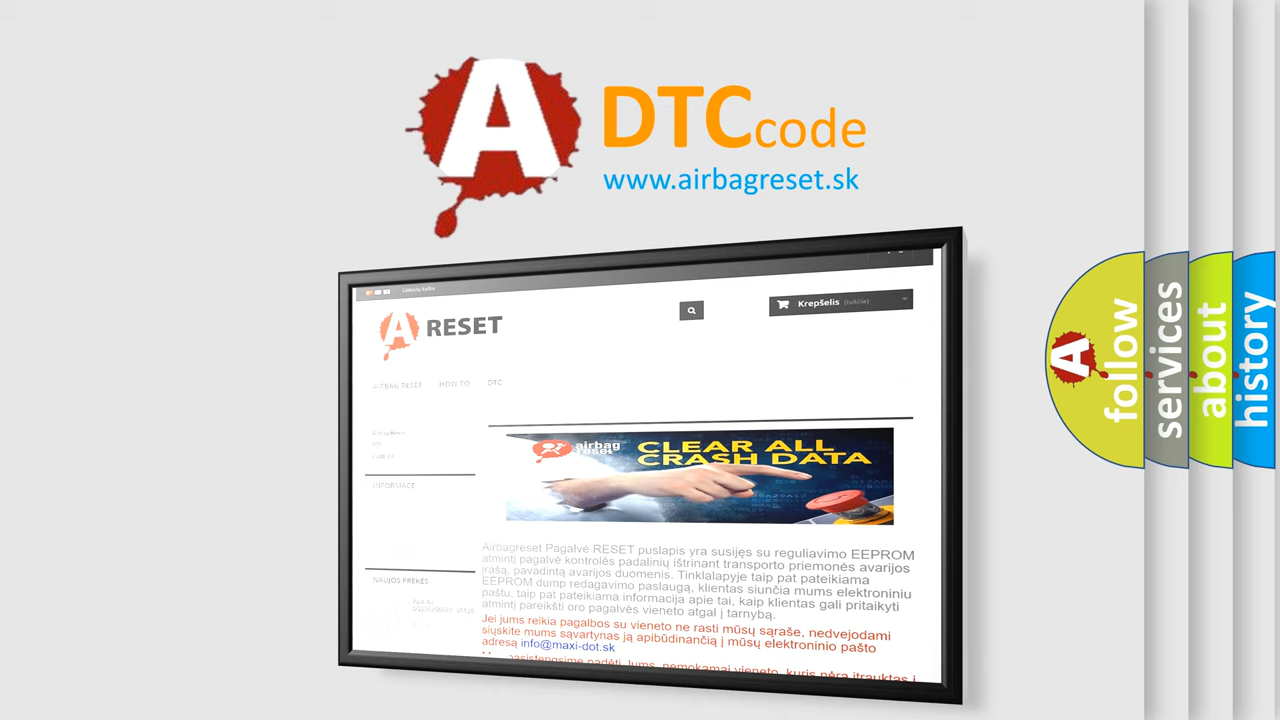 A
DTCcode
www.airbagreset.sk
Lietuvių kalba
Krepšelis (tuščia)
A RESET
AIRBAG RESET HOW TO DTC
CLEAR ALL
CRASH DATA
airbag
reset
INFORMACE
Airbagreset Pagalvė RESET puslapis yra susijęs su reguliavimo EEPROM
atmintį pagalvė kontrolės padalinių ištrinant transporto priemonės avarijos
įrašą, pavadintą avarijos duomenis. Tinklalapyje taip pat pateikiama
EEPROM dump redagavimo paslaugą, klientas siunčia mums elektroniniu
paštu, taip pat pateikiama informacija apie tai, kaip klientas gali pritaikyti
atmintį pareikšti oro pagalvės vieneto atgal į tarnybą.
NAUJOS PREKĖS
Jei jums reikia pagalbos su vieneto ne rasti mūsų sąraše, nedvejodami
siųskite mums sąvartynas ją apibūdinančią į mūsų elektroninio pašto
adresą info@maxi-dot.sk
A follow
services
about
history